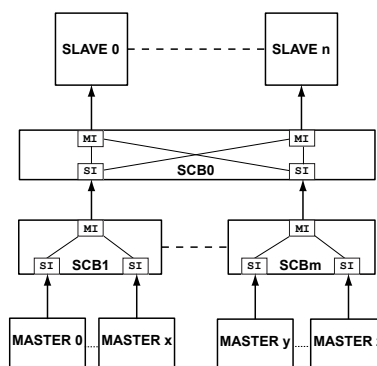 SLAVE 0
SLAVE n
MI
MI
SI
SI
SCB0
MI
MI
SI
SCB1
SI
SI
SCBm
SI
MASTER 0
MASTER x
MASTER y
MASTER